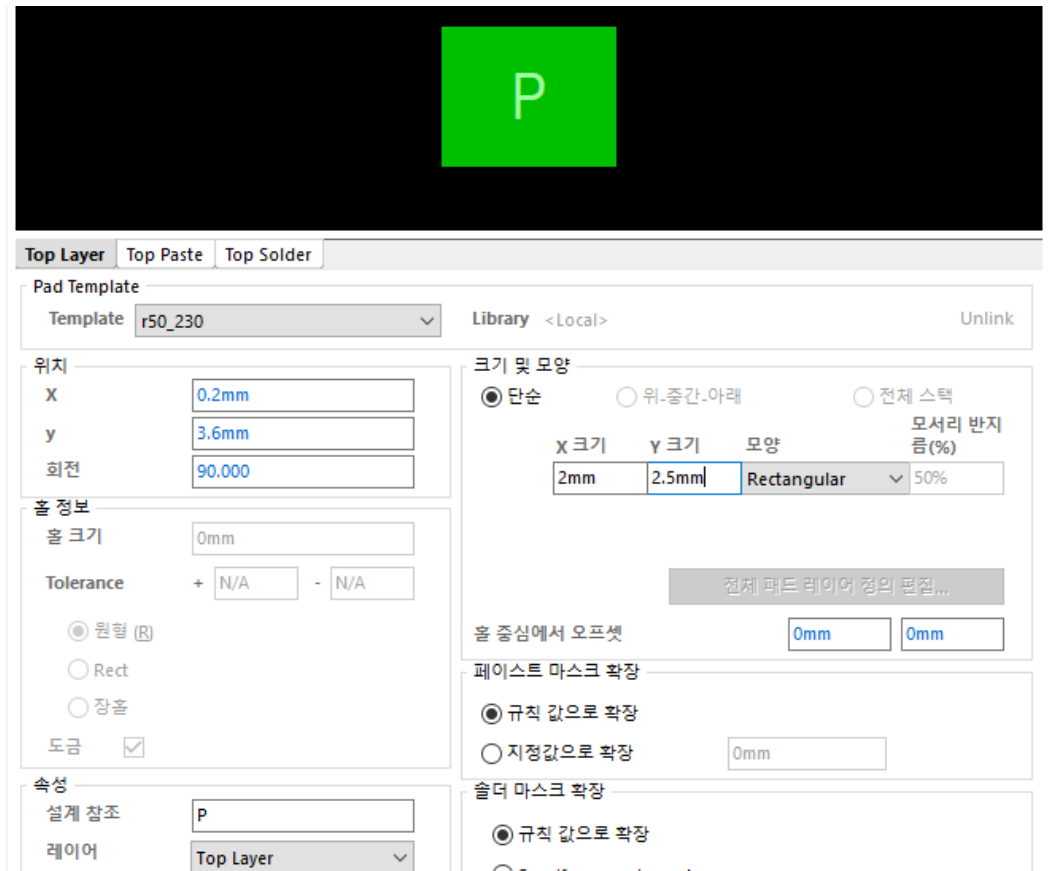 P
Top Layer Top Paste Top Solder
Pad Template
Template r50_230 Library <Local> Unlink
위치
X 0.2mm
y 3.6mm
회전 90.000
홀 정보
홀 크기 0mm
Tolerance + N/A - N/A
원형 (R)
Rect
장홀
도금
속성
설계 참조 P
레이어 Top Layer
크기 및 모양
단순 위-중간-아래 전체 스택
X 크기 Y 크기 모양 모서리 반지
름(%)
2mm 2.5mm Rectangular 50%
전체 패드 레이어 정의 편집...
홀 중심에서 오프셋 0mm 0mm
페이스트 마스크 확장
규칙 값으로 확장
지정값으로 확장 0mm
솔더 마스크 확장
규칙 값으로 확장